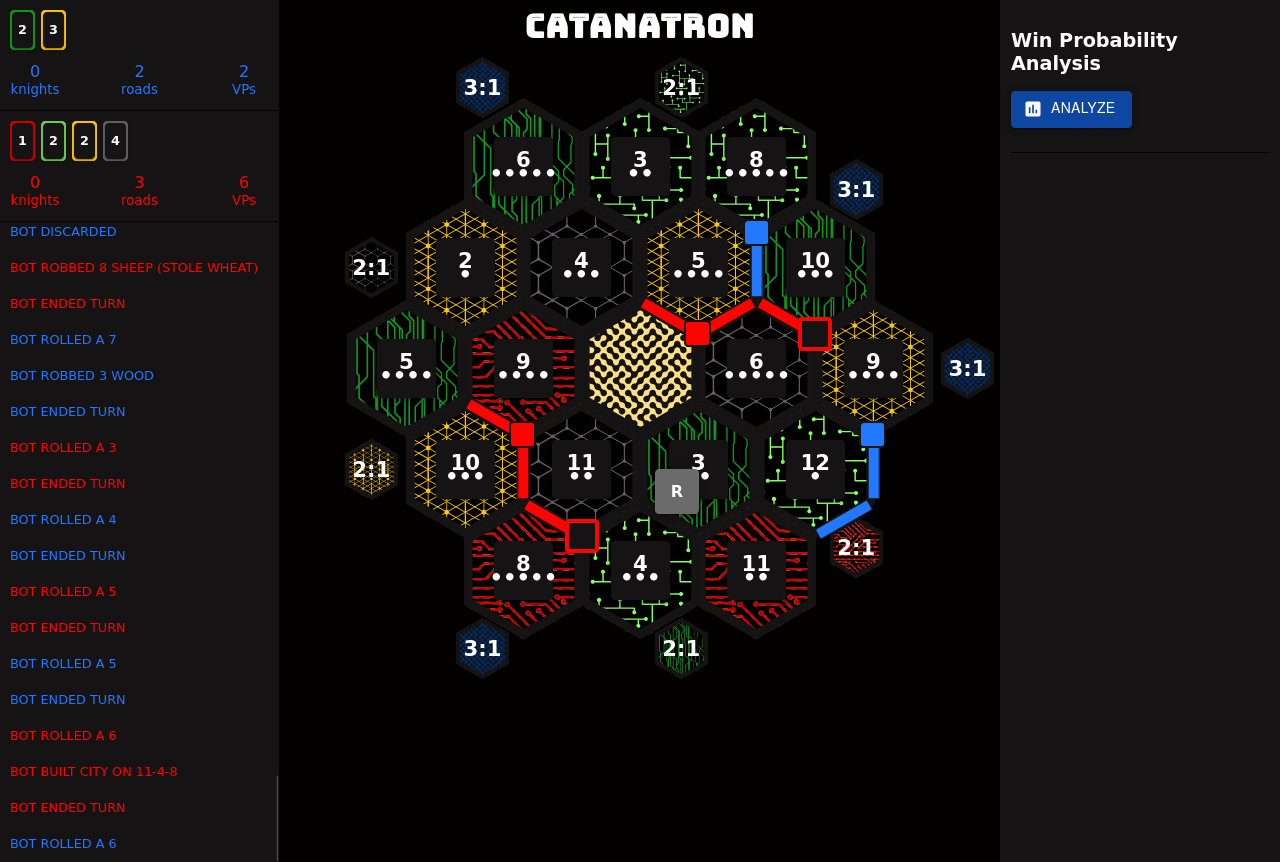 CATANATRON
2 3
0 2 2
knights roads VPs
1 2 2 4
0 3 6
knights roads VPs
BOT DISCARDED
BOT ROBBED 8 SHEEP (STOLE WHEAT)
BOT ENDED TURN
BOT ROLLED A 7
BOT ROBBED 3 WOOD
BOT ENDED TURN
BOT ROLLED A 3
BOT ENDED TURN
BOT ROLLED A 4
BOT ENDED TURN
BOT ROLLED A 5
BOT ENDED TURN
BOT ROLLED A 5
BOT ENDED TURN
BOT ROLLED A 6
BOT BUILT CITY ON 11-4-8
BOT ENDED TURN
BOT ROLLED A 6
3:1 2:1
6 3 8
3:1
2:1 2 4 5 10
5 9 6 9 3:1
2:1 10 11 3 12
R
2:1
8 4 11
3:1 2:1
Win Probability
Analysis
ANALYZE